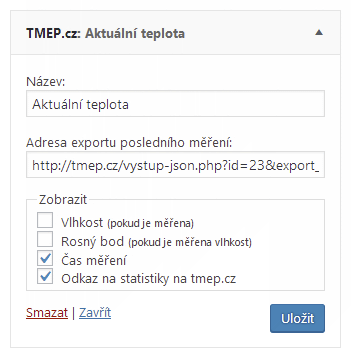 TMEP.cz: Aktuální teplota
Název:
Aktuální teplota
Adresa exportu posledního měření:
http://tmep.cz/vystup-json.php?id=23&export_
Zobrazit
Vlhkost (pokud je měřena)
Rosný bod (pokud je měřena vlhkost)
Čas měření
Odkaz na statistiky na tmep.cz
Smazat | Zavřít
Uložit